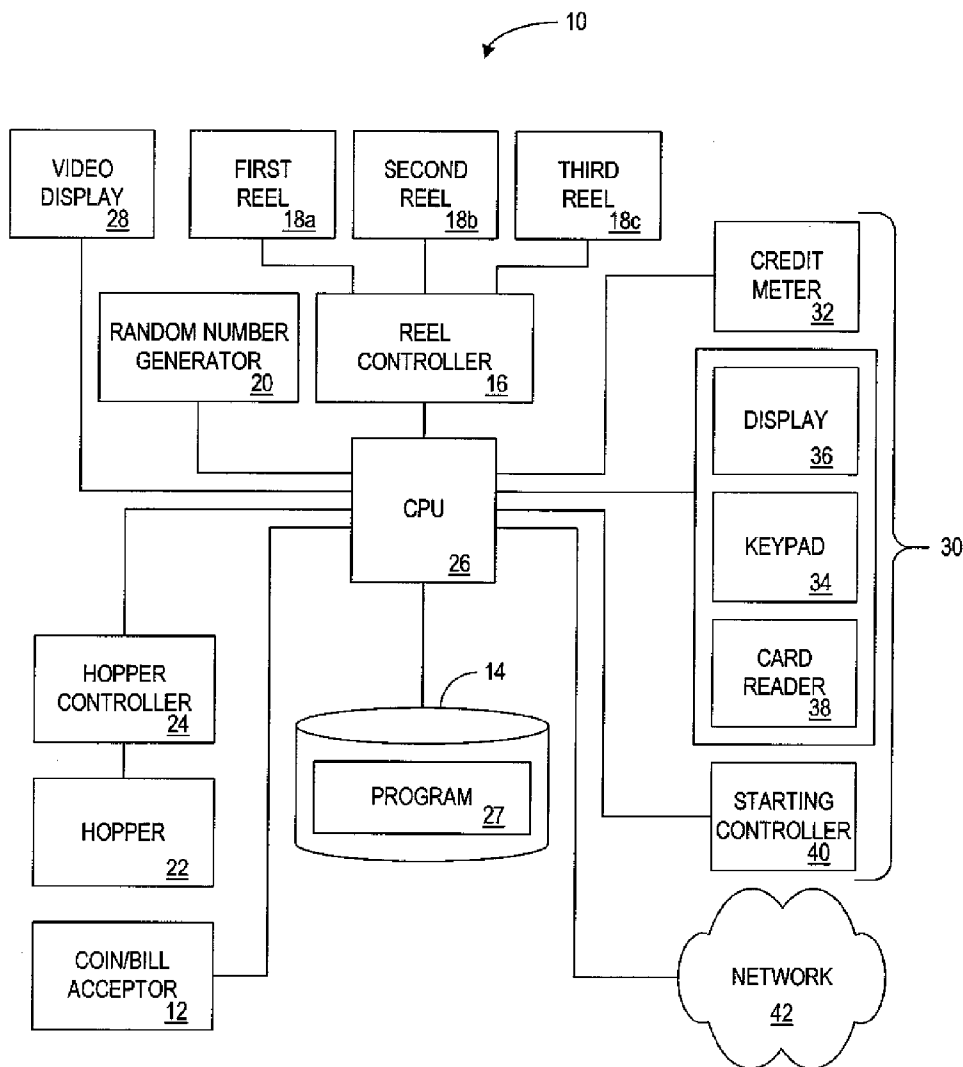 10
VIDEO
DISPLAY
28
FIRST
REEL
18a
SECOND
REEL
18b
THIRD
REEL
18c
CREDIT
METER
32
RANDOM NUMBER
GENERATOR
20
REEL
CONTROLLER
16
DISPLAY
36
CPU
26
KEYPAD
34
30
CARD
READER
38
HOPPER
CONTROLLER
24
14
PROGRAM
27
HOPPER
22
STARTING
CONTROLLER
40
COIN/BILL
ACCEPTOR
12
NETWORK
42